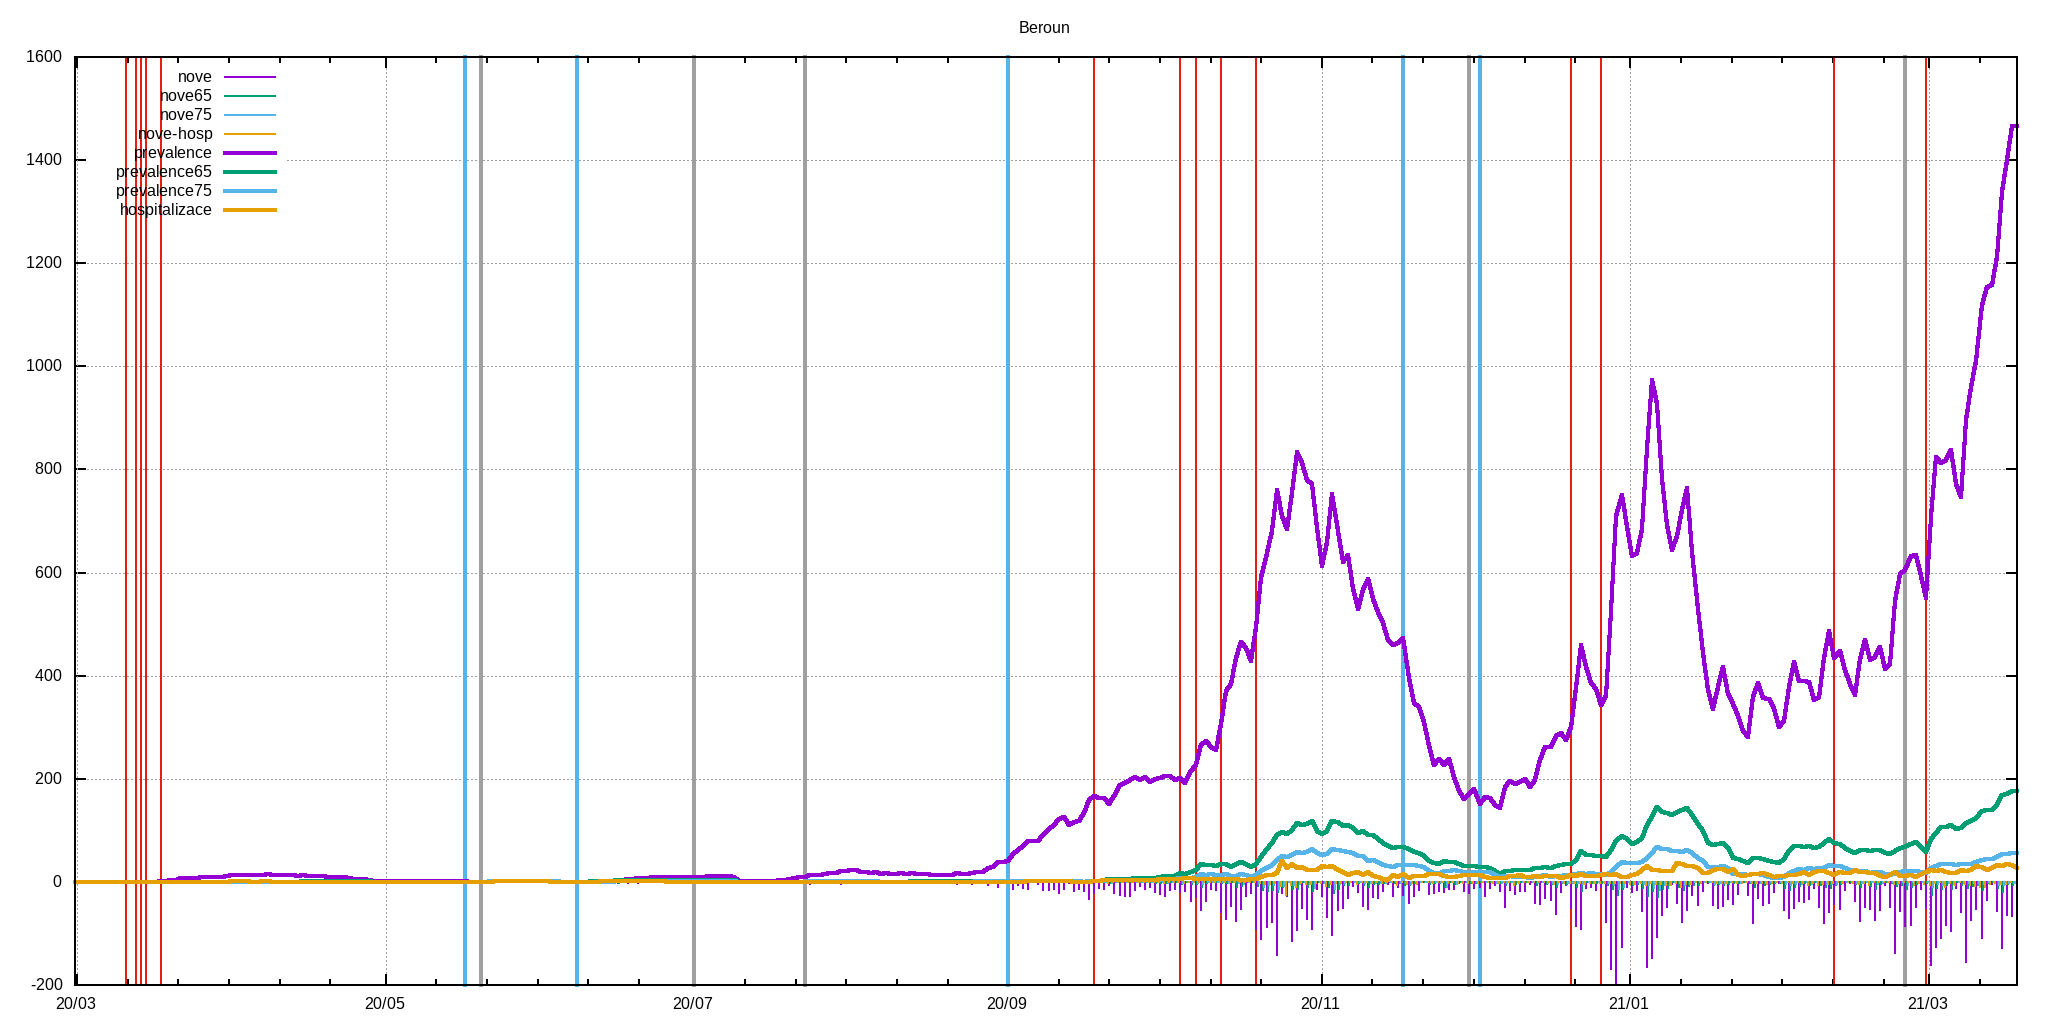 Beroun
1600
1400
1200
1000
800
600
400
200
0
-200
nove
nove65
nove75
nove-hosp
prevalence
prevalence65
prevalence75
hospitalizace
20/03 20/05 20/07 20/09 20/11 21/01 21/03